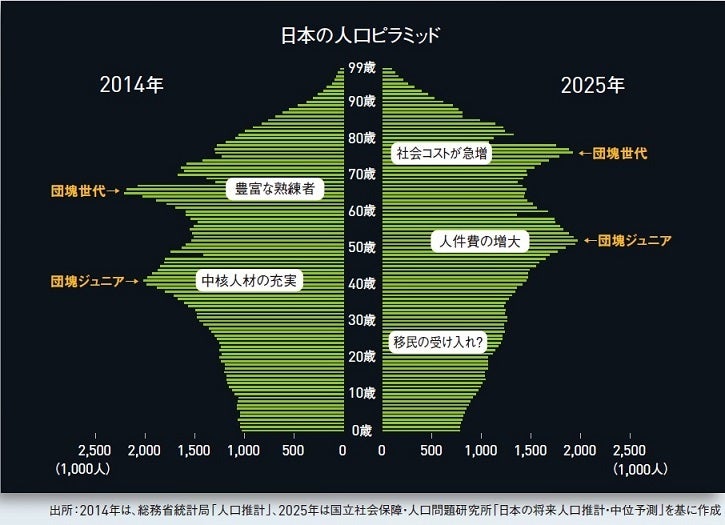 日本の人口ピラミッド
2014年
2025年
99歳
90歳
80歳
70歳
60歳
50歳
40歳
30歳
20歳
10歳
0歳
団塊世代→
豊富な熟練者
団塊ジュニア→
中核人材の充実
社会コストが急増
←団塊世代
人件費の増大
←団塊ジュニア
移民の受け入れ?
2,500 2,000 1,500 1,000 500 0
(1,000人)
0 500 1,000 1,500 2,000 2,500
(1,000人)
出所:2014年は、総務省統計局「人口推計」、2025年は国立社会保障・人口問題研究所「日本の将来人口推計・中位予測」を基に作成